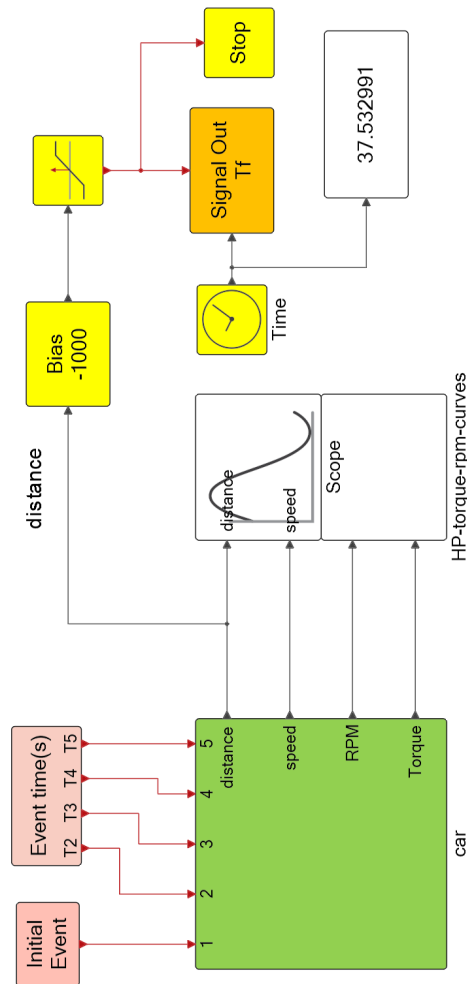 Initial
Event
Event time(s)
T2 T3 T4 T5
1 2 3 4 5
distance
speed
RPM
Torque
car
distance
Bias
-1000
distance
speed
Scope
HP-torque-rpm-curves
Time
Signal Out
Tf
Stop
37.532991